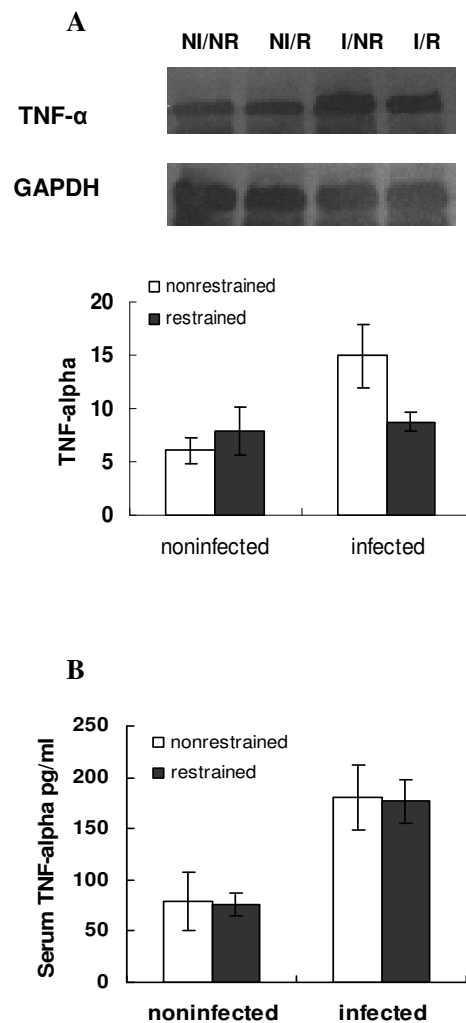 A
NI/NR NI/R I/NR I/R
TNF-α
GAPDH
nonrestrained
restrained
TNF-alpha
20
15
10
5
0
noninfected infected
B
nonrestrained
restrained
Serum TNF-alpha pg/ml
250
200
150
100
50
0
noninfected infected